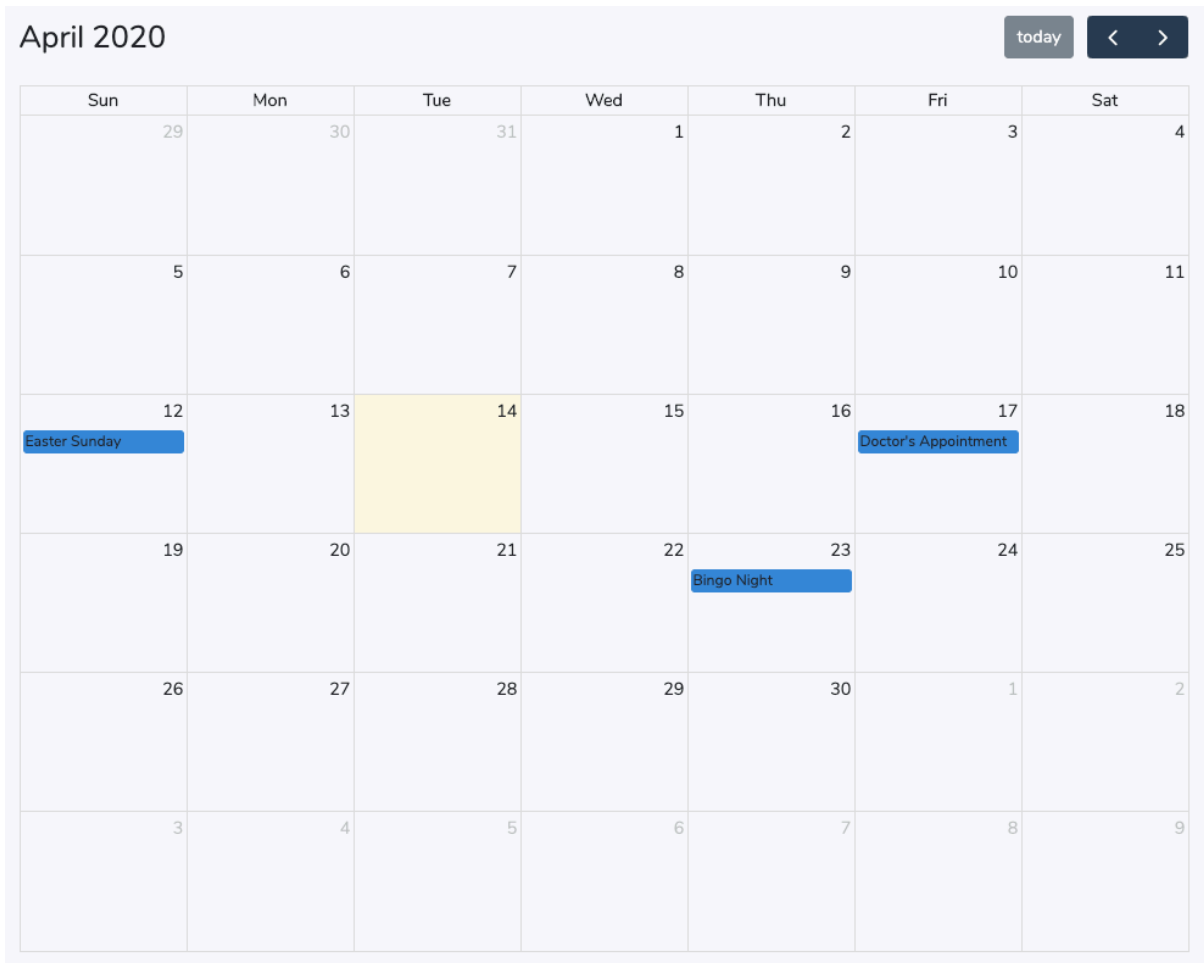 April 2020
today
Sun Mon Tue Wed Thu Fri Sat
29 30 31 1 2 3 4
5 6 7 8 9 10 11
12 13 14 15 16 17 18
Easter Sunday Doctor's Appointment
19 20 21 22 23 24 25
Bingo Night
26 27 28 29 30 1 2
3 4 5 6 7 8 9